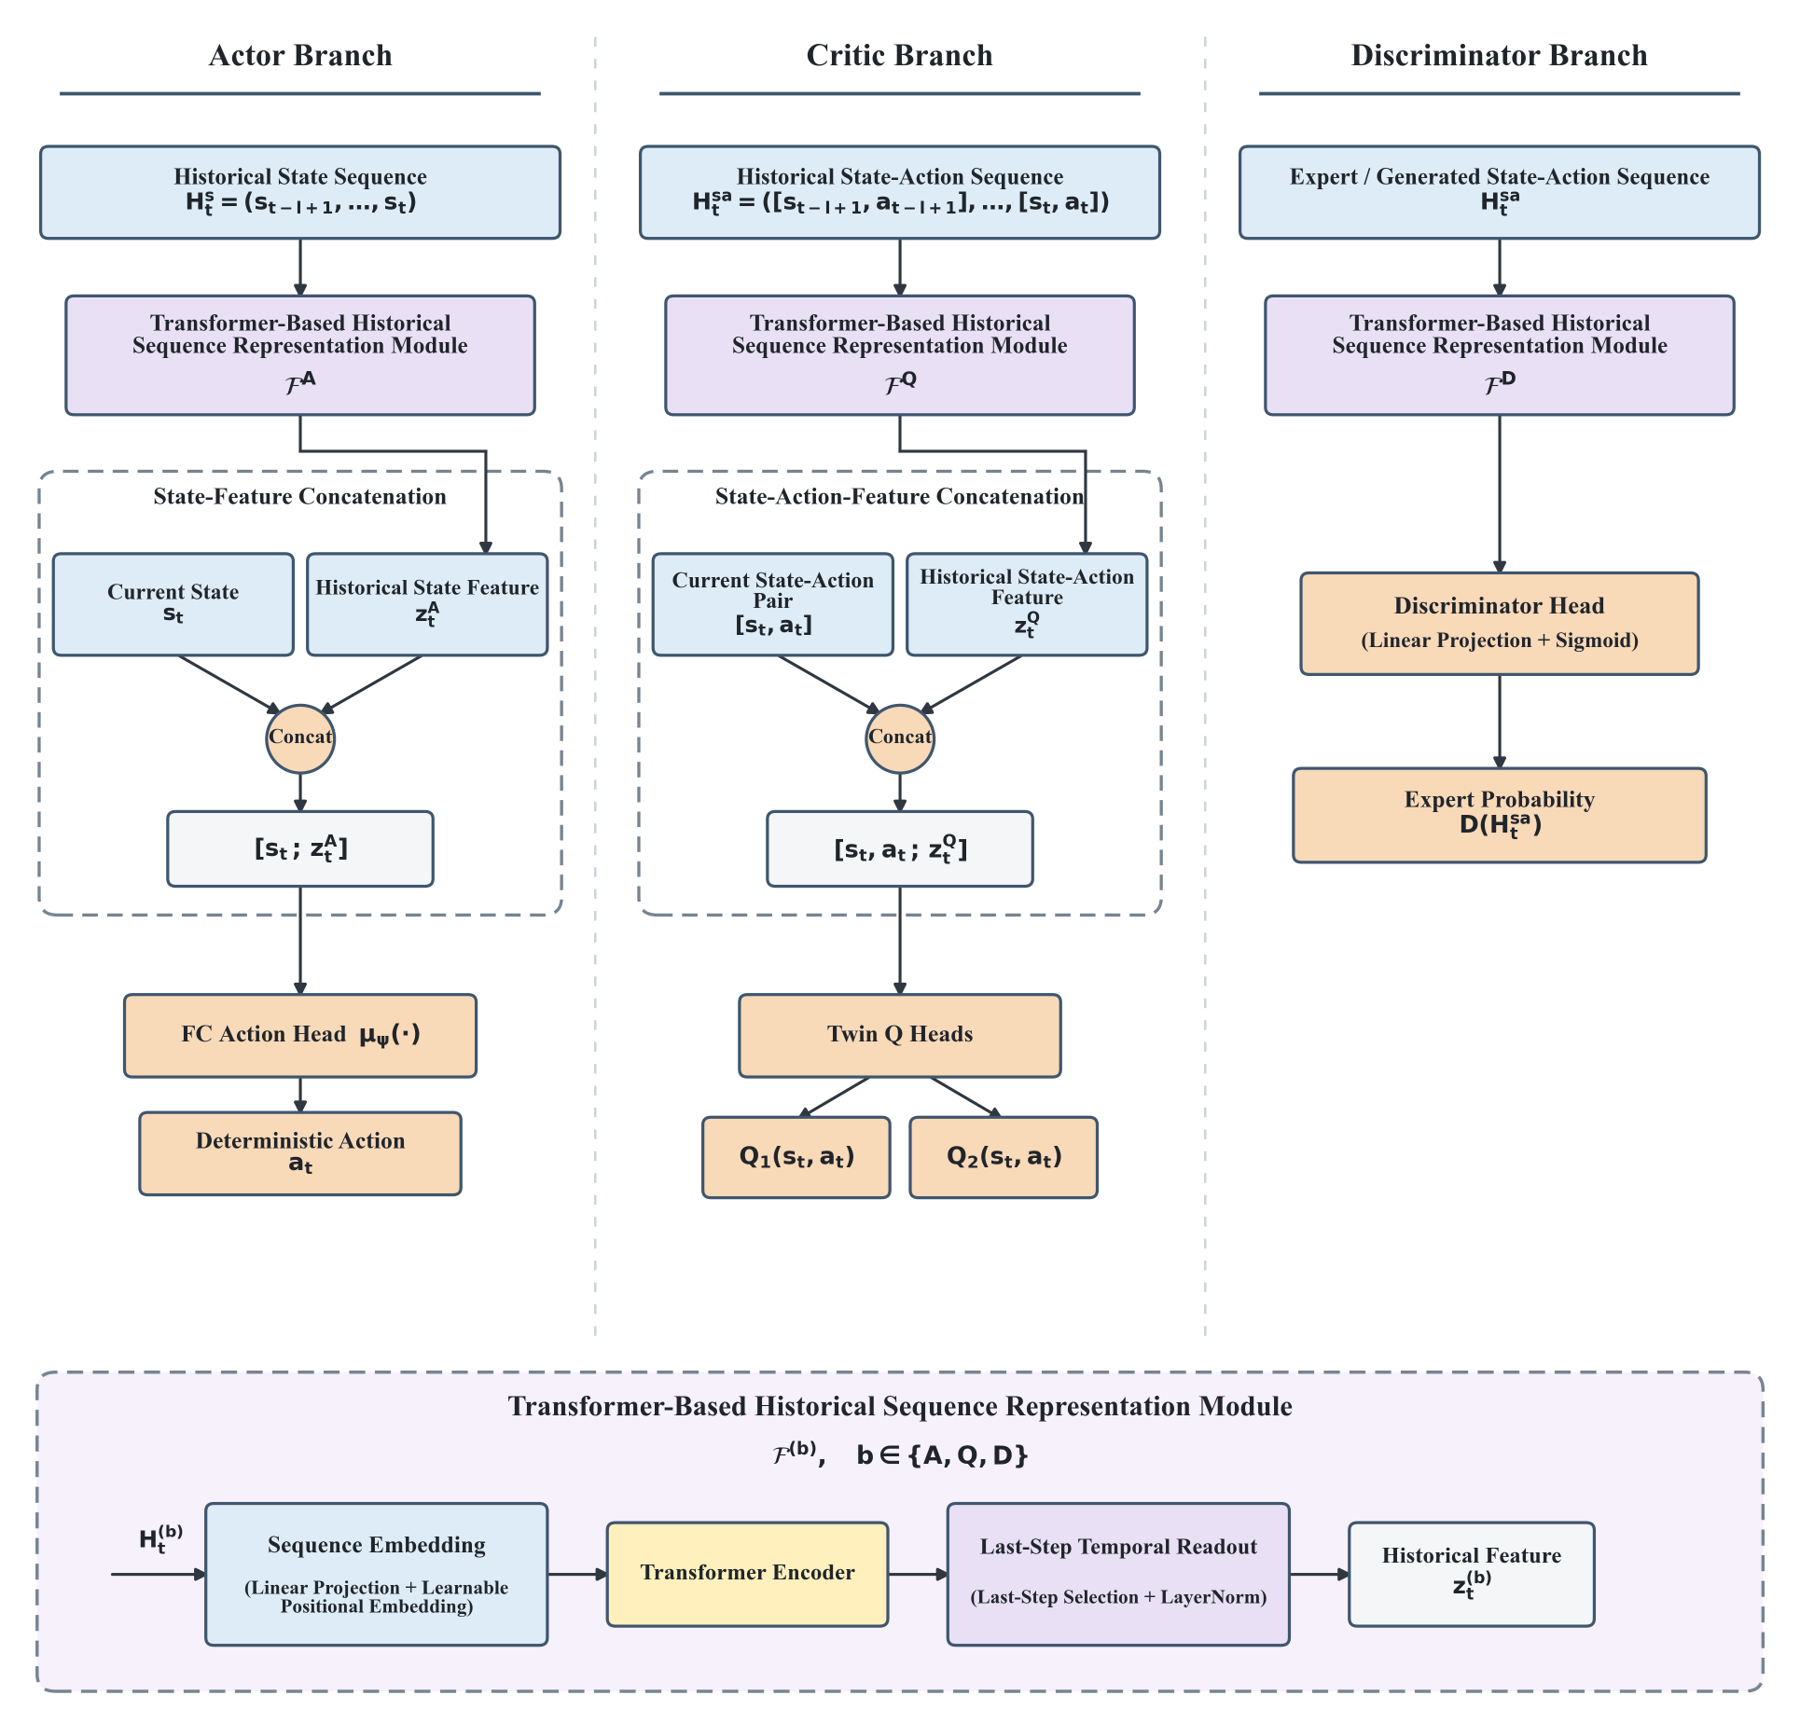 Actor Branch
Historical State Sequence
H_t^s = (s_{t−l+1}, …, s_t)
Transformer-Based Historical
Sequence Representation Module
ℱ^A
State-Feature Concatenation
Current State
s_t
Historical State Feature
z_t^A
Concat
[s_t ; z_t^A]
FC Action Head μ_ψ(·)
Deterministic Action
a_t
Critic Branch
Historical State-Action Sequence
H_t^{sa} = ([s_{t−l+1}, a_{t−l+1}], …, [s_t, a_t])
Transformer-Based Historical
Sequence Representation Module
ℱ^Q
State-Action-Feature Concatenation
Current State-Action
Pair
[s_t, a_t]
Historical State-Action
Feature
z_t^Q
Concat
[s_t, a_t ; z_t^Q]
Twin Q Heads
Q_1(s_t, a_t)
Q_2(s_t, a_t)
Discriminator Branch
Expert / Generated State-Action Sequence
H_t^{sa}
Transformer-Based Historical
Sequence Representation Module
ℱ^D
Discriminator Head
(Linear Projection + Sigmoid)
Expert Probability
D(H_t^{sa})
Transformer-Based Historical Sequence Representation Module
ℱ^{(b)}, b ∈ {A, Q, D}
H_t^{(b)}
Sequence Embedding
(Linear Projection + Learnable
Positional Embedding)
Transformer Encoder
Last-Step Temporal Readout
(Last-Step Selection + LayerNorm)
Historical Feature
z_t^{(b)}